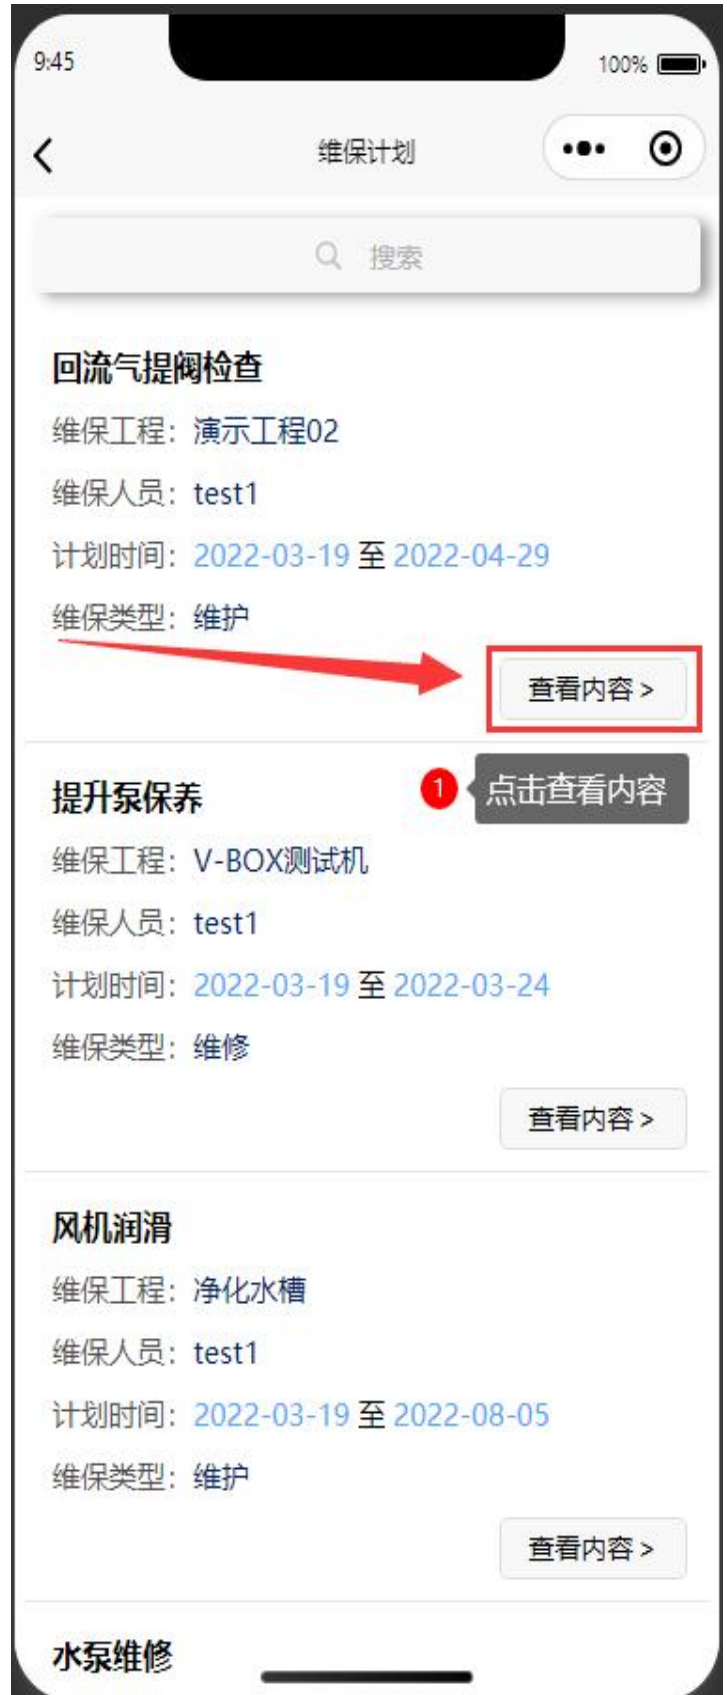 9:45
100%
维保计划
搜索
回流气提阀检查
维保工程：演示工程02
维保人员：test1
计划时间：2022-03-19 至 2022-04-29
维保类型：维护
查看内容 >
1 点击查看内容
提升泵保养
维保工程：V-BOX测试机
维保人员：test1
计划时间：2022-03-19 至 2022-03-24
维保类型：维修
查看内容 >
风机润滑
维保工程：净化水槽
维保人员：test1
计划时间：2022-03-19 至 2022-08-05
维保类型：维护
查看内容 >
水泵维修